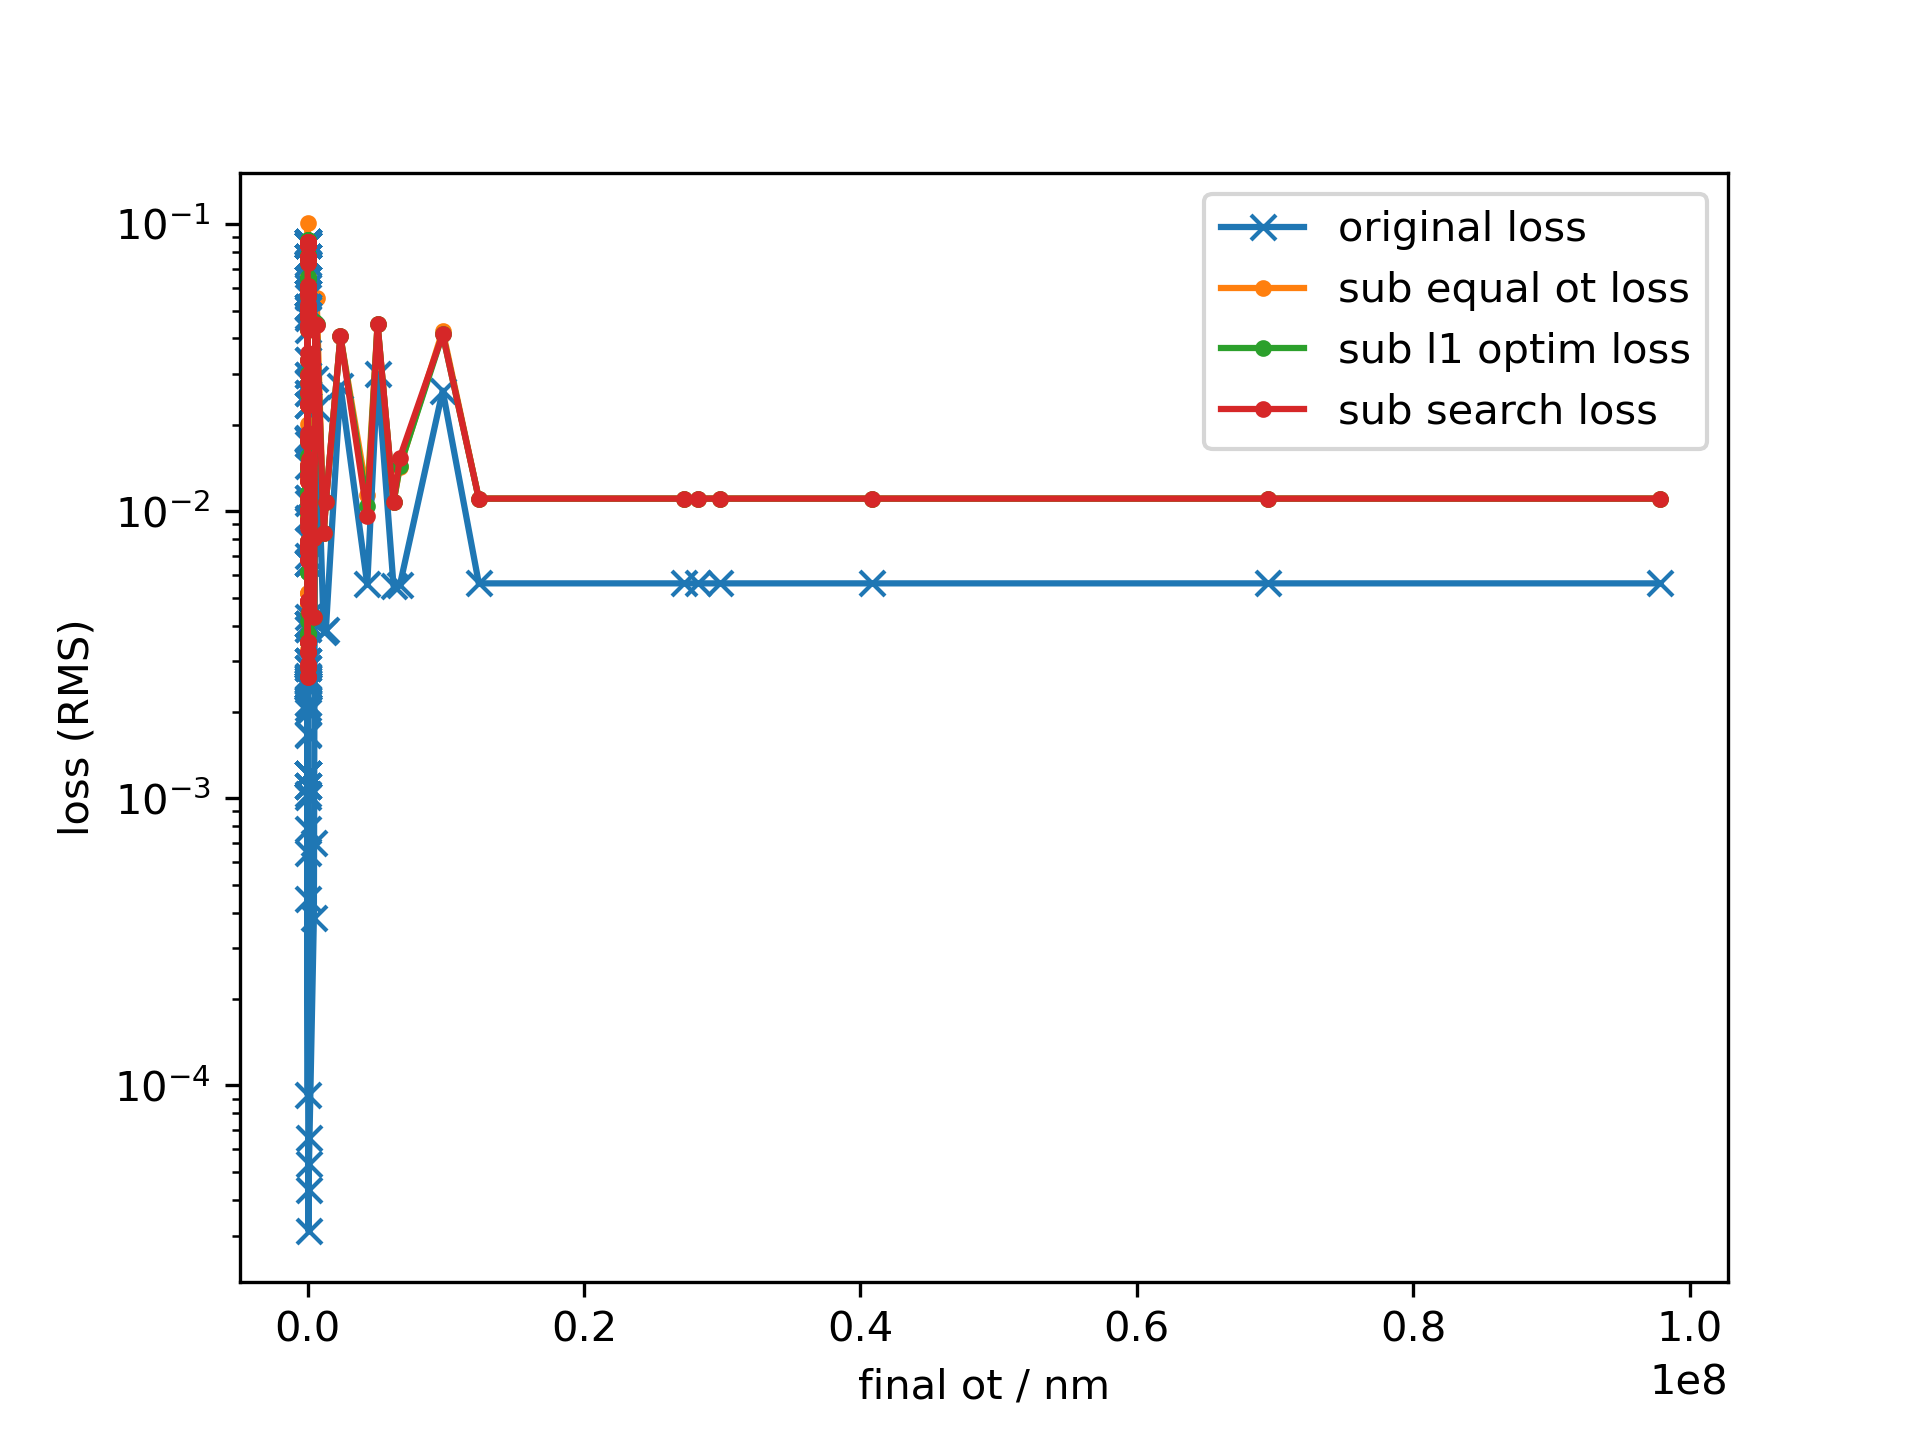 original loss
sub equal ot loss
sub l1 optim loss
sub search loss
10⁻¹
10⁻²
10⁻³
10⁻⁴
loss (RMS)
0.0 0.2 0.4 0.6 0.8 1.0
1e8
final ot / nm